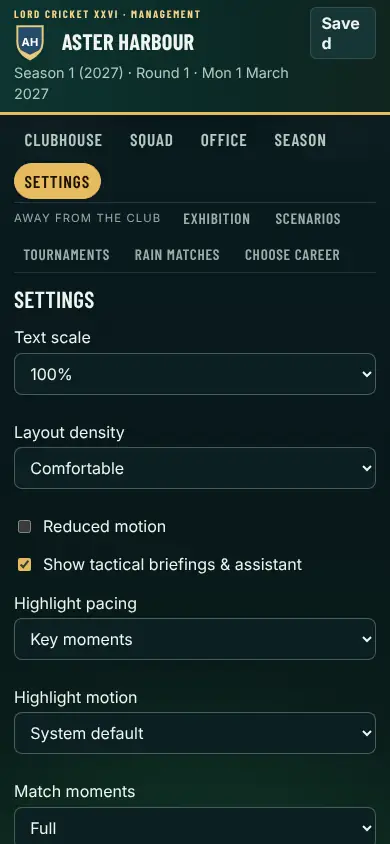 LORD CRICKET XXVI · MANAGEMENT
AH
ASTER HARBOUR
Save
d
Season 1 (2027) · Round 1 · Mon 1 March
2027
CLUBHOUSE SQUAD OFFICE SEASON
SETTINGS
AWAY FROM THE CLUB EXHIBITION SCENARIOS
TOURNAMENTS RAIN MATCHES CHOOSE CAREER
SETTINGS
Text scale
100%
Layout density
Comfortable
Reduced motion
Show tactical briefings & assistant
Highlight pacing
Key moments
Highlight motion
System default
Match moments
Full